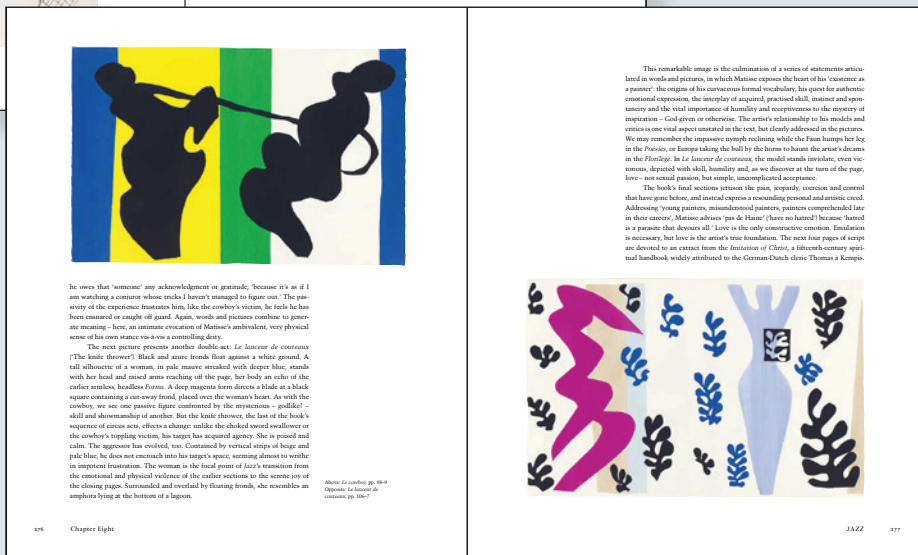 he owes that ‘someone’ any acknowledgment or gratitude, ‘because it’s as if I
am watching a conjuror whose tricks I haven’t managed to figure out.’ The pas-
sivity of the experience frustrates him; like the cowboy’s victim, he feels he has
been ensnared or caught off guard. Again, words and pictures combine to gener-
ate meaning – here, an intimate evocation of Matisse’s ambivalent, very physical
sense of his own stance vis-à-vis a controlling deity.
The next picture presents another double-act: Le lanceur de couteaux
[‘The knife thrower’]. Black and azure fronds float against a white ground. A
tall silhouette of a woman, in pale mauve streaked with deeper blue, stands
with her head and raised arms reaching off the page, her body an echo of the
earlier armless, headless Forms. A deep magenta form directs a blade at a black
square containing a cut-away frond, placed over the woman’s heart. As with the
cowboy, we see one passive figure confronted by the mysterious – godlike? –
skill and showmanship of another. But the knife thrower, the last of the book’s
sequence of circus acts, effects a change: unlike the choked sword swallower or
the cowboy’s toppling victim, his target has acquired agency. She is poised and
calm. The aggressor has evolved, too. Contained by vertical strips of beige and
pale blue, he does not encroach into his target’s space, seeming almost to writhe
in impotent frustration. The woman is the focal point of Jazz’s transition from
the emotional and physical violence of the earlier sections to the serene joy of
the closing pages. Surrounded and overlaid by floating fronds, she resembles an
amphora lying at the bottom of a lagoon.
Above: Le cowboy, pp. 98–9
Opposite: Le lanceur de
couteaux, pp. 106–7
276 Chapter Eight
This remarkable image is the culmination of a series of statements articu-
lated in words and pictures, in which Matisse exposes the heart of his ‘existence as
a painter’: the origins of his curvaceous formal vocabulary, his quest for authentic
emotional expression, the interplay of acquired, practised skill, instinct and spon-
taneity and the vital importance of humility and receptiveness to the mystery of
inspiration – God-given or otherwise. The artist’s relationship to his models and
critics is one vital aspect unstated in the text, but clearly addressed in the pictures.
We may remember the impassive nymph reclining while the Faun humps her leg
in the Poésies, or Europa taking the bull by the horns to haunt the artist’s dreams
in the Florilège. In Le lanceur de couteaux, the model stands inviolate, even vic-
torious, depicted with skill, humility and, as we discover at the turn of the page,
love – not sexual passion, but simple, uncomplicated acceptance.
The book’s final sections jettison the pain, jeopardy, coercion and control
that have gone before, and instead express a resounding personal and artistic creed.
Addressing ‘young painters, misunderstood painters, painters comprehended late
in their careers’, Matisse advises ‘pas de Haine’ [‘have no hatred’] because ‘hatred
is a parasite that devours all.’ Love is the only constructive emotion. Emulation
is necessary, but love is the artist’s true foundation. The next four pages of script
are devoted to an extract from the Imitation of Christ, a fifteenth-century spiri-
tual handbook widely attributed to the German-Dutch cleric Thomas à Kempis.
JAZZ 277